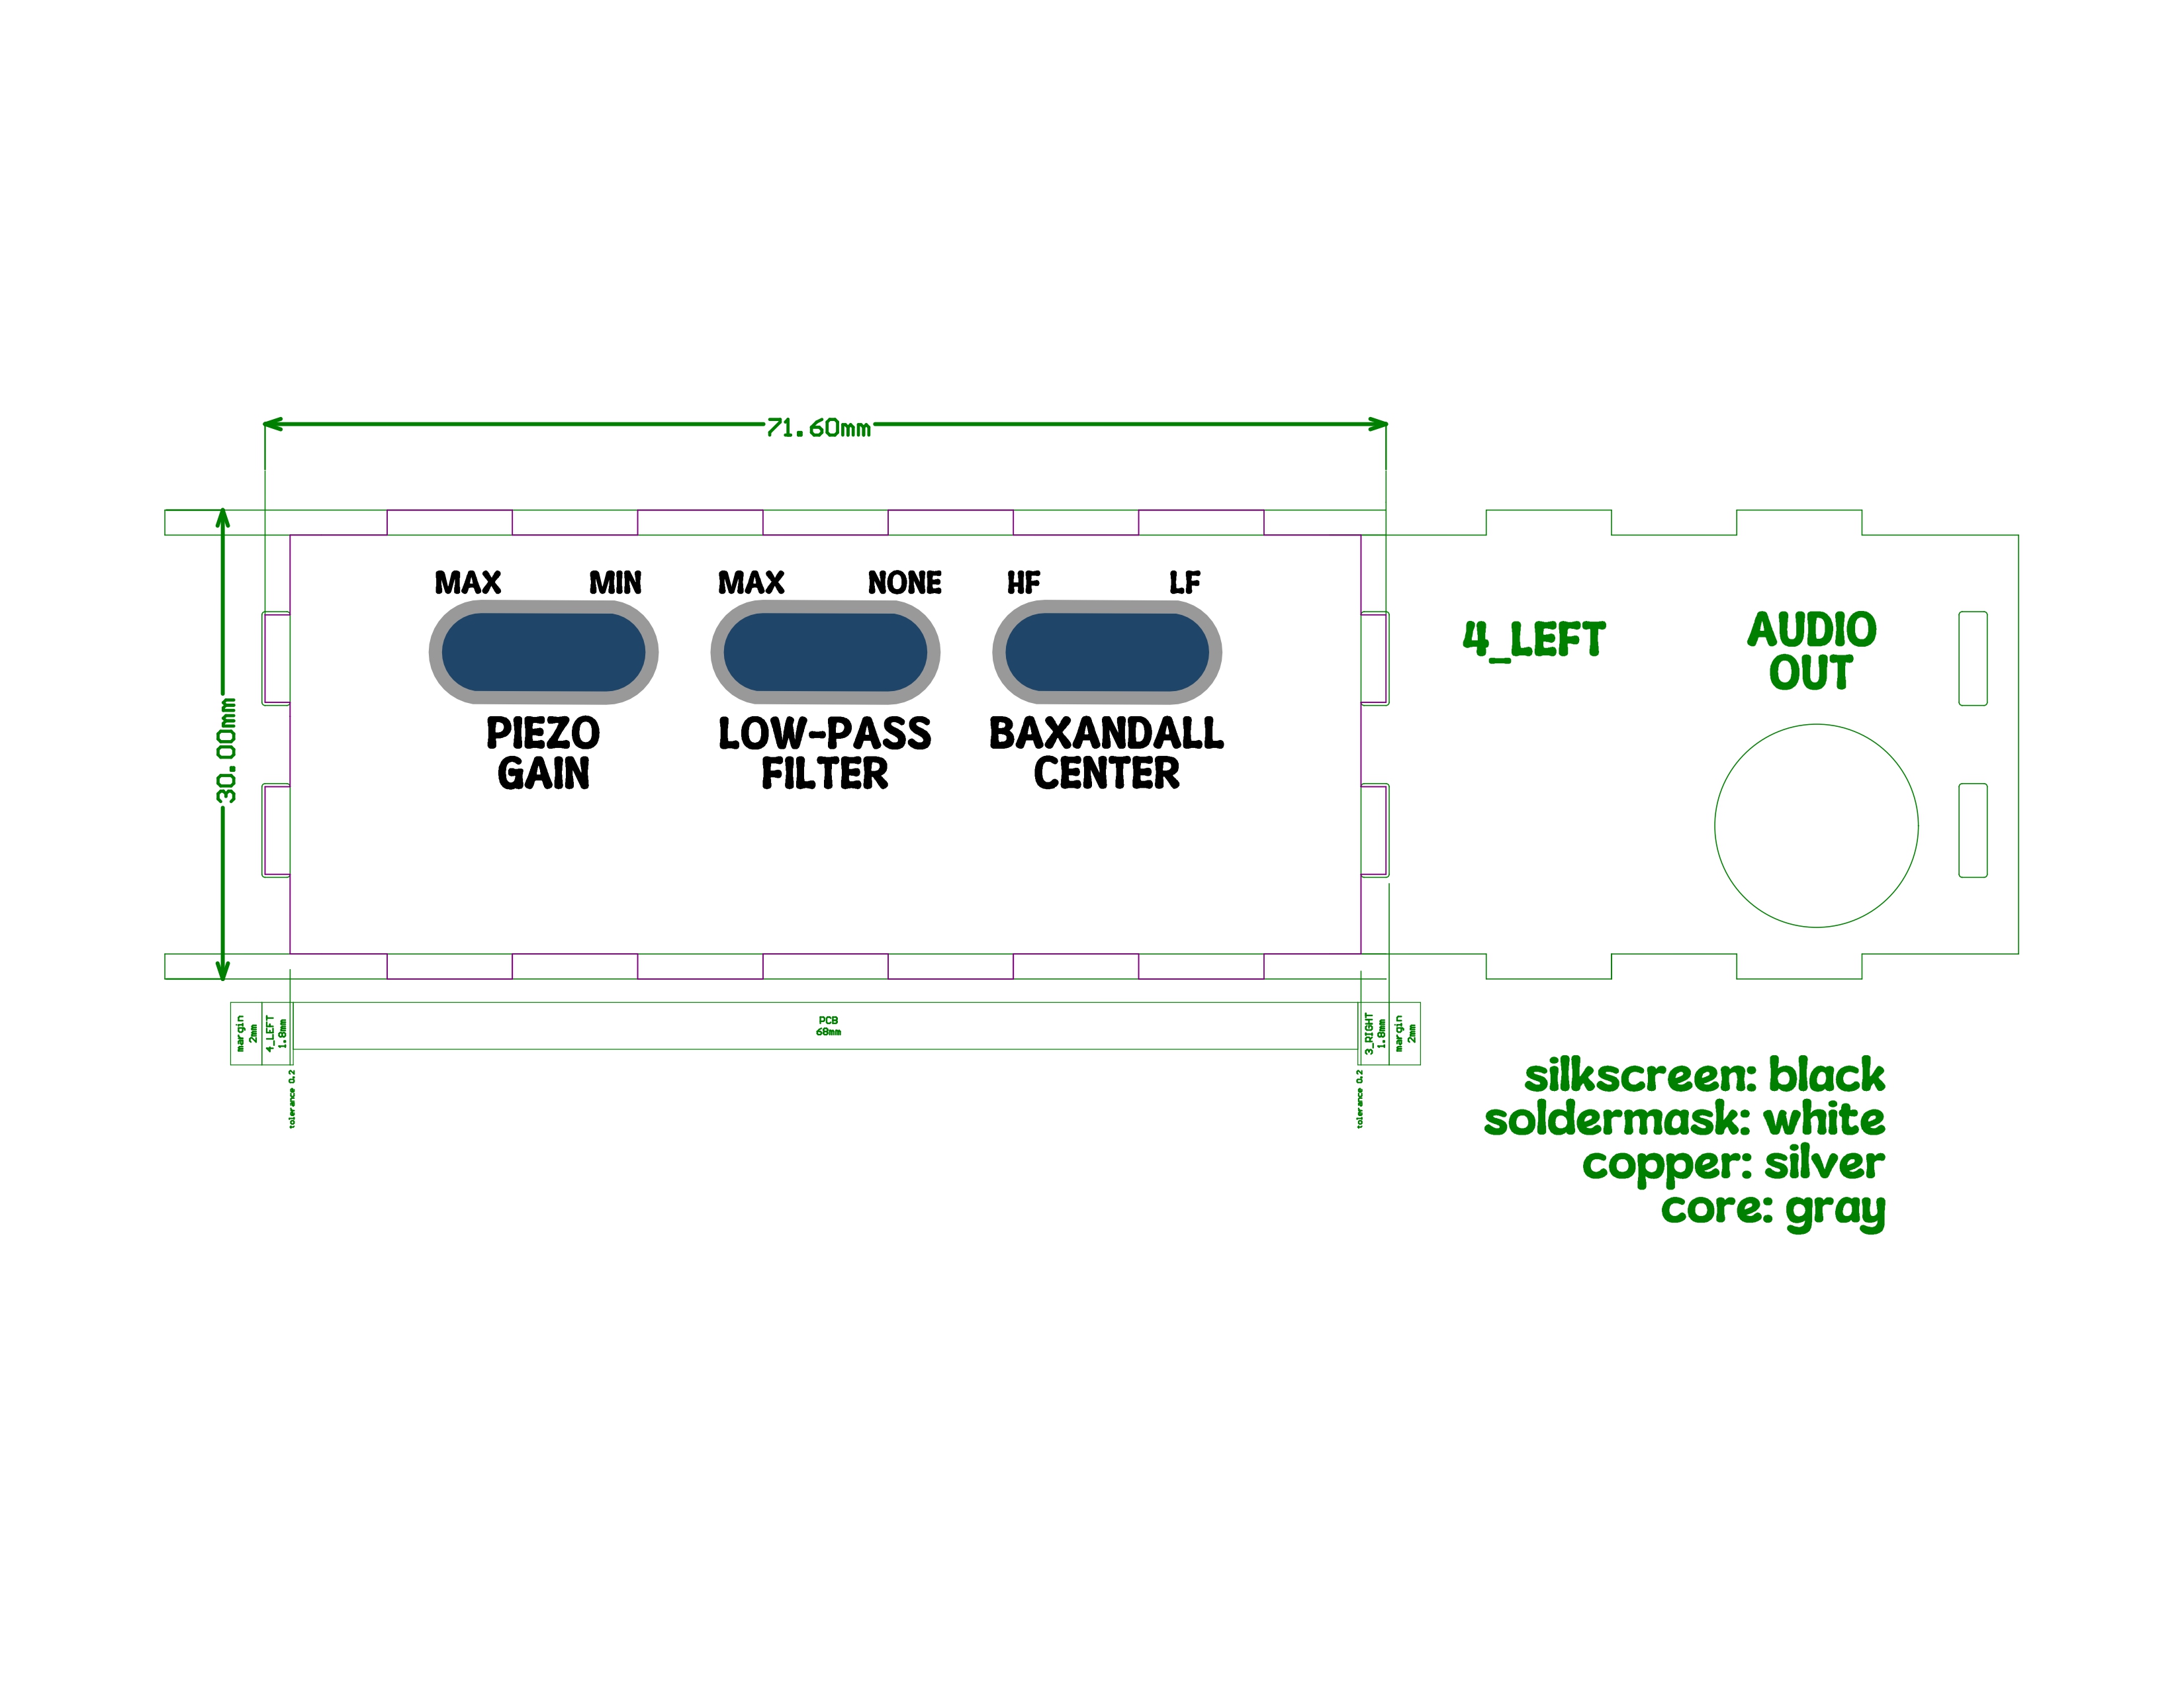 71.60mm
30.00mm
MAX MIN MAX NONE HF LF
PIEZO
GAIN
LOW-PASS
FILTER
BAXANDALL
CENTER
4_LEFT
AUDIO
OUT
margin
2mm
4_LEFT
1.8mm
tolerance 0.2
PCB
68mm
3_RIGHT
1.8mm
margin
2mm
tolerance 0.2
silkscreen: black
soldermask: white
copper: silver
core: gray